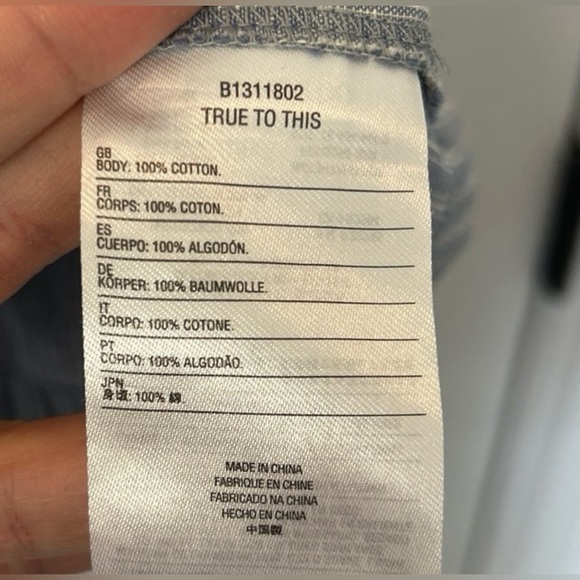 B1311802
TRUE TO THIS
GB
BODY: 100% COTTON.
FR
CORPS: 100% COTON.
ES
CUERPO: 100% ALGODÓN.
DE
KÖRPER: 100% BAUMWOLLE.
IT
CORPO: 100% COTONE.
PT
CORPO: 100% ALGODÃO.
JPN
身頃: 100% 綿.
MADE IN CHINA
FABRIQUE EN CHINE
FABRICADO NA CHINA
HECHO EN CHINA
中国製